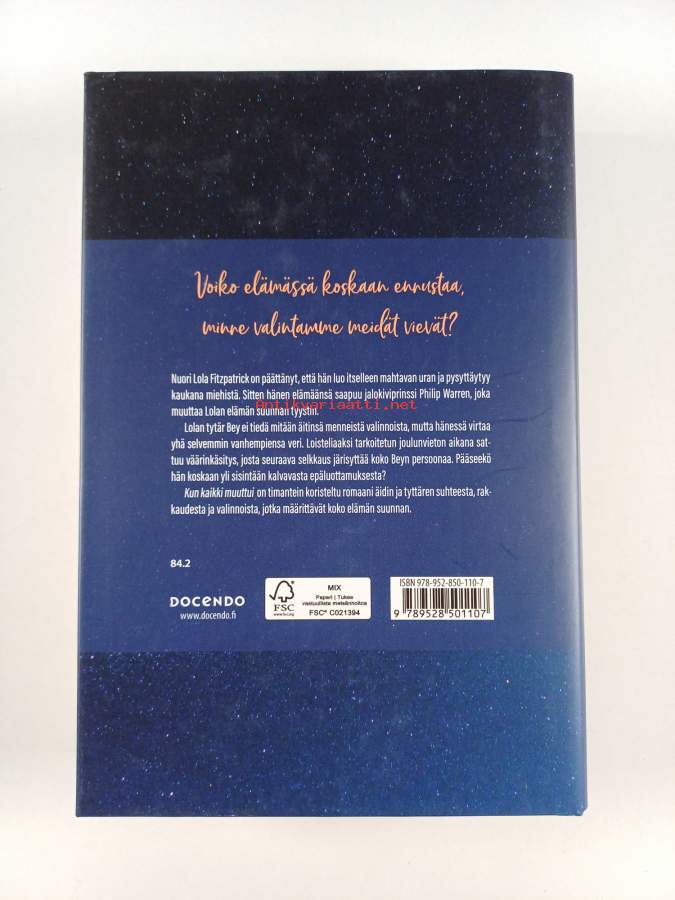 Voiko elämässä koskaan ennustaa,
minne valintamme meidät vievät?
Nuori Lola Fitzpatrick on päättänyt, että hän luo itselleen mahtavan uran ja pysyttäytyy
kaukana miehistä. Sitten hänen elämäänsä saapuu jalokiviprinssi Philip Warren, joka
Antikvariaatti.net
muuttaa Lolan elämän suunnan tyystin.
Lolan tytär Bey ei tiedä mitään äitinsä menneistä valinnoista, mutta hänessä virtaa
yhä selvemmin vanhempiensa veri. Loisteliaaksi tarkoitetun joulunvieton aikana sat-
tuu väärinkäsitys, josta seuraava selkkaus järisyttää koko Beyn persoonaa. Pääseekö
hän koskaan yli sisintään kalvavasta epäluottamuksesta?
Kun kaikki muuttui on timantein koristeltu romaani äidin ja tyttären suhteesta, rak-
kaudesta ja valinnoista, jotka määrittävät koko elämän suunnan.
84.2
DOCENDO
www.docendo.fi
FSC
www.fsc.org
MIX
Paperi | Tukee
vastuullista metsänhoitoa
FSC® C021394
ISBN 978-952-850-110-7
9 789528 501107